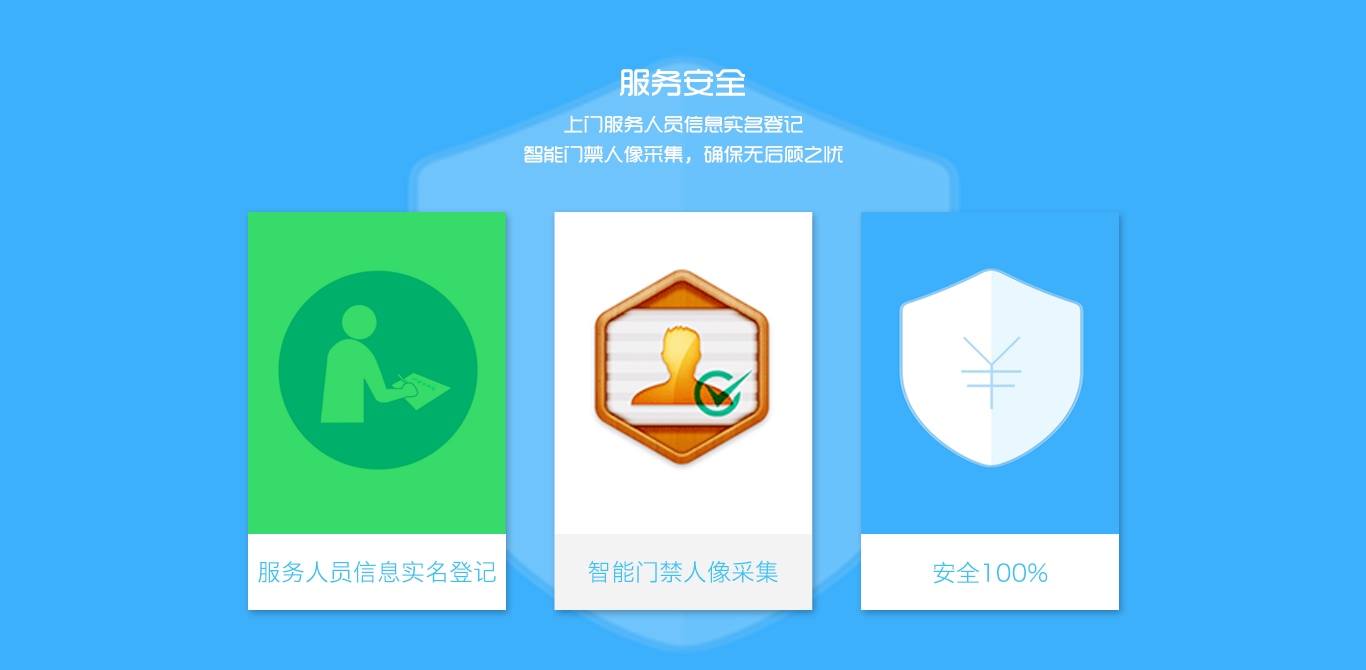 服务安全
上门服务人员信息实名登记
智能门禁人像采集，确保无后顾之忧
服务人员信息实名登记
智能门禁人像采集
安全100%